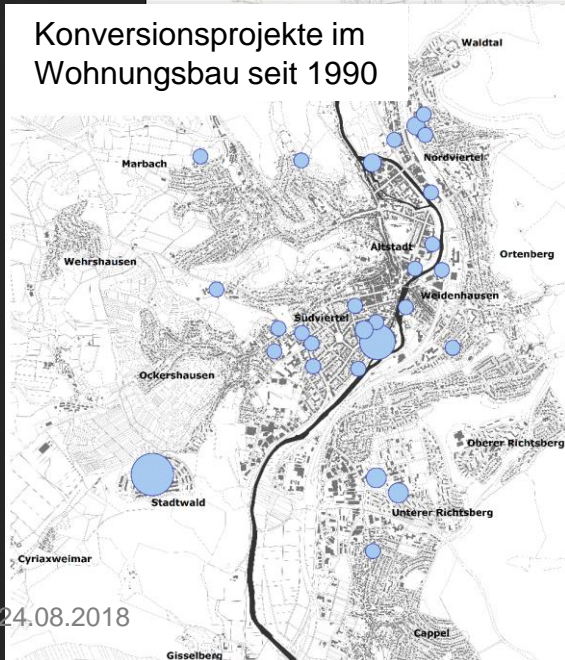 Konversionsprojekte im
Wohnungsbau seit 1990
Waldtal
Marbach
Nordviertel
Altstadt
Wehrshausen
Ortenberg
Weidenhausen
Südviertel
Ockershausen
Oberer Richtsberg
Stadtwald
Unterer Richtsberg
Cyriaxweimar
24.08.2018
Cappel
Gisselberg